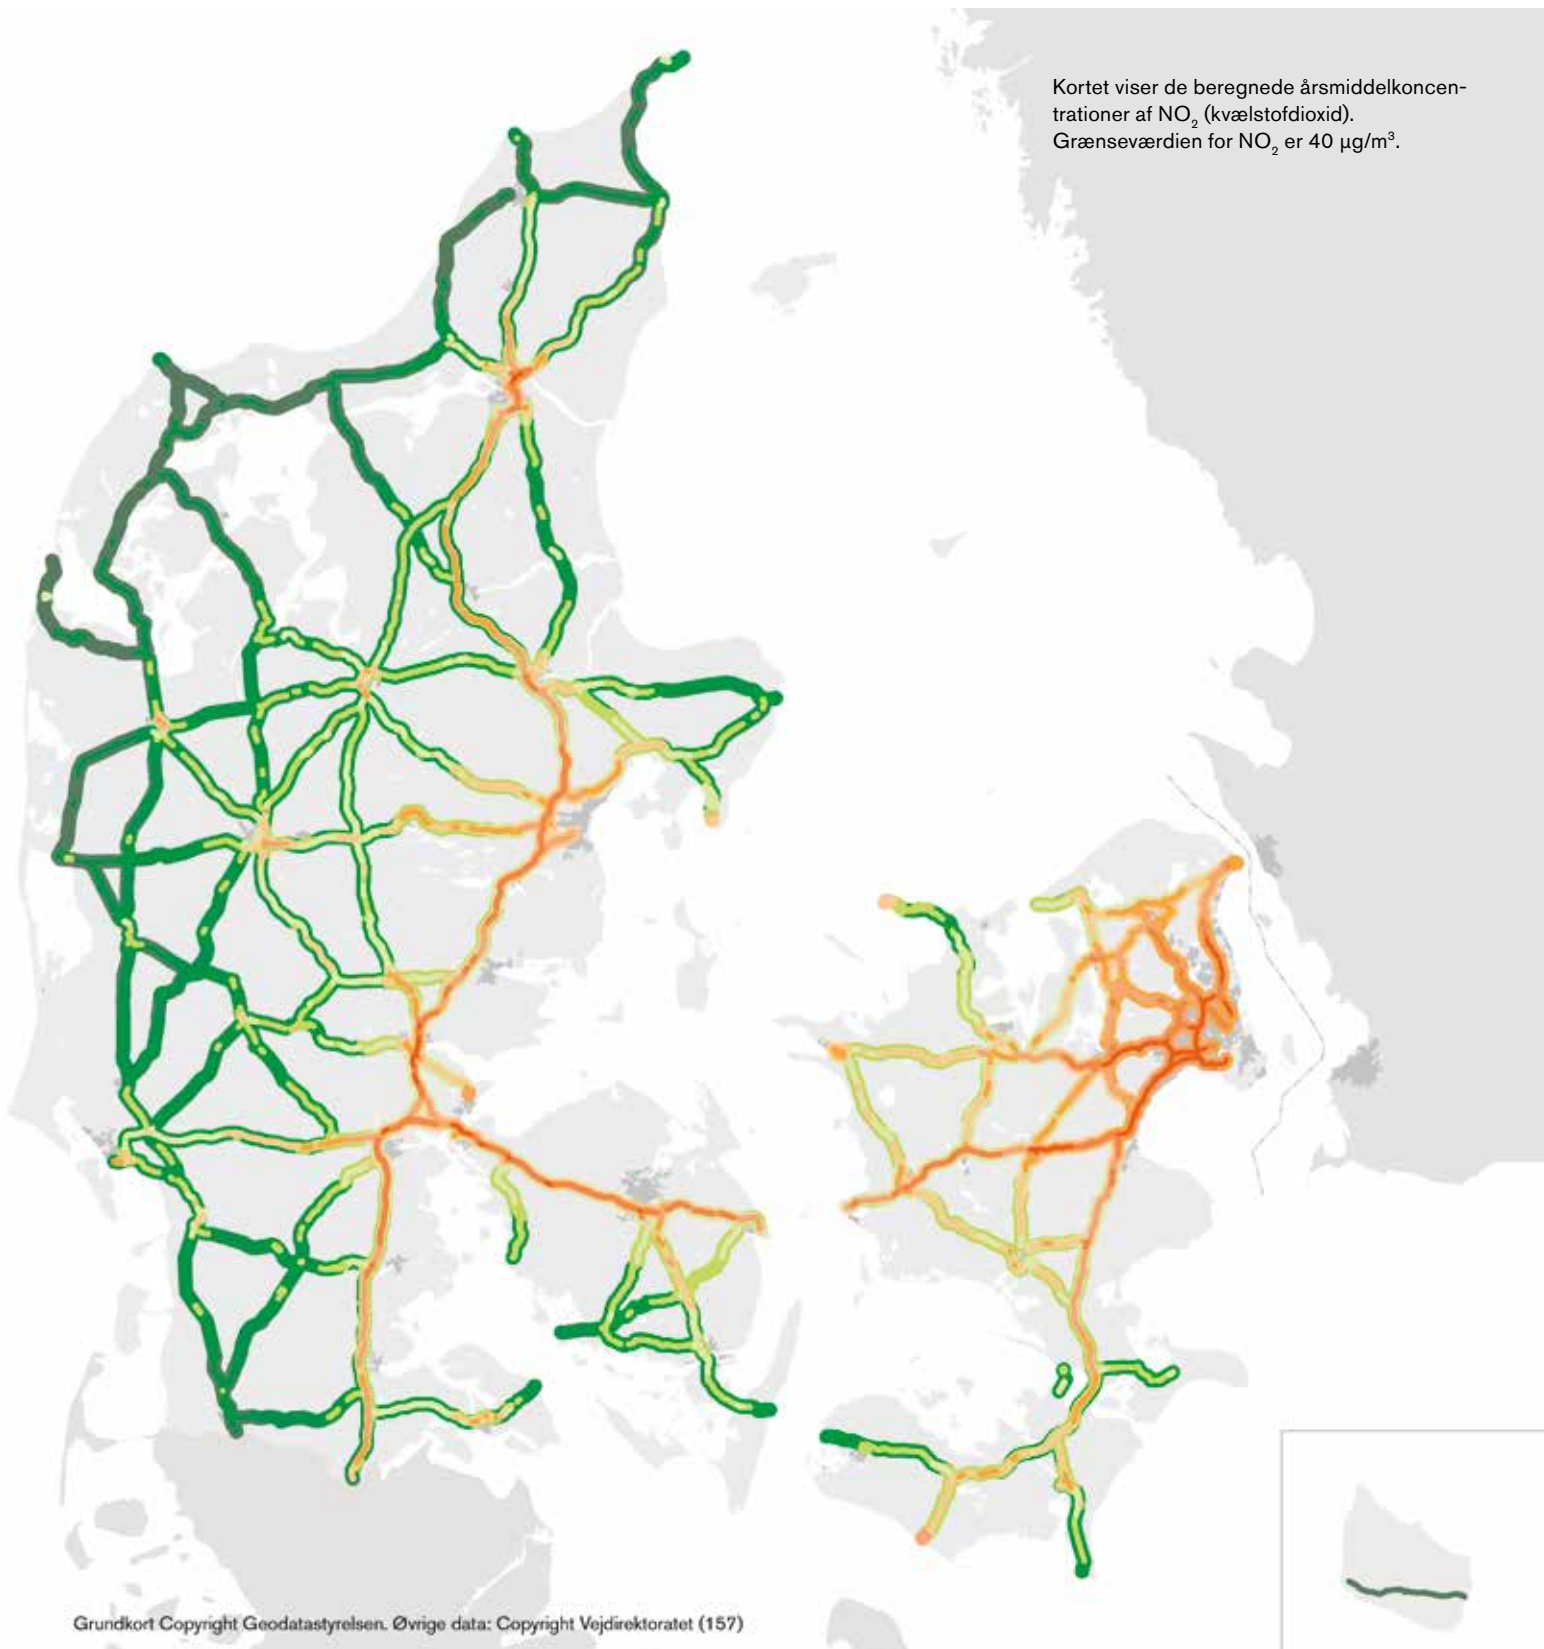 Kortet viser de beregnede årsmiddelkoncen-
trationer af NO₂ (kvælstofdioxid).
Grænseværdien for NO₂ er 40 µg/m³.
Grundkort Copyright Geodatastyrelsen. Øvrige data: Copyright Vejdirektoratet (157)